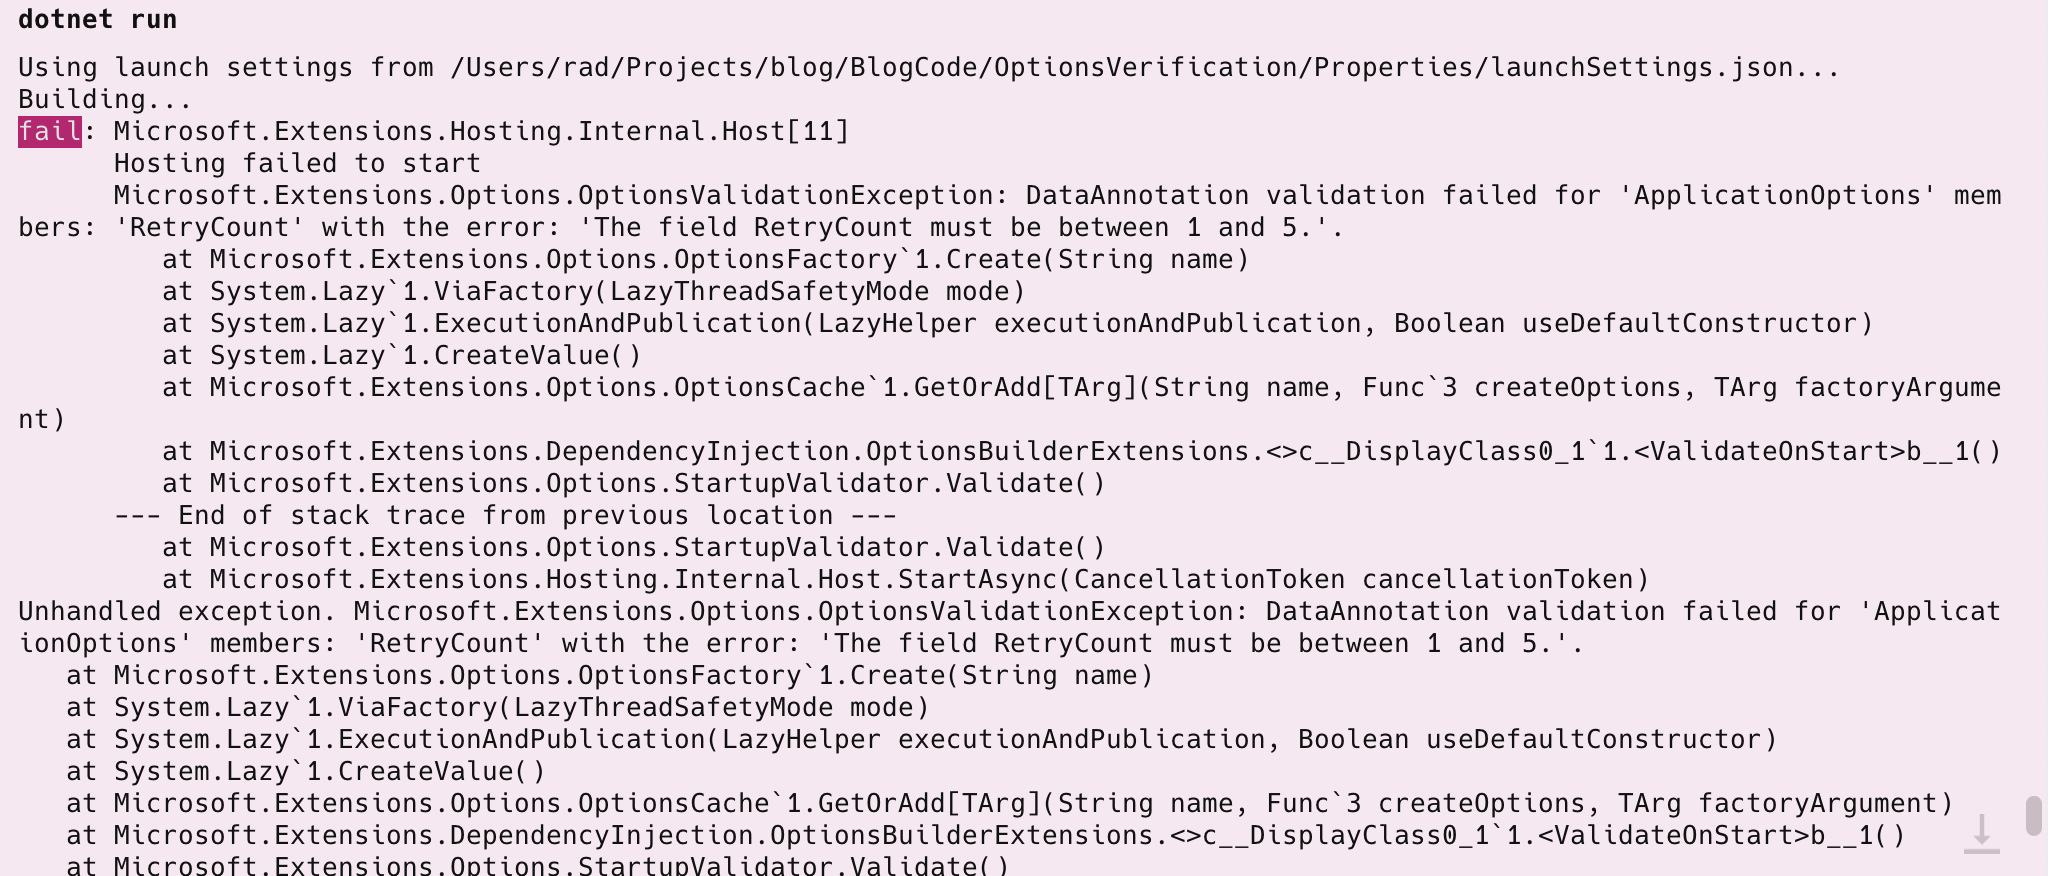 dotnet run
Using launch settings from /Users/rad/Projects/blog/BlogCode/OptionsVerification/Properties/launchSettings.json...
Building...
fail: Microsoft.Extensions.Hosting.Internal.Host[11]
      Hosting failed to start
      Microsoft.Extensions.Options.OptionsValidationException: DataAnnotation validation failed for 'ApplicationOptions' mem
bers: 'RetryCount' with the error: 'The field RetryCount must be between 1 and 5.'.
         at Microsoft.Extensions.Options.OptionsFactory`1.Create(String name)
         at System.Lazy`1.ViaFactory(LazyThreadSafetyMode mode)
         at System.Lazy`1.ExecutionAndPublication(LazyHelper executionAndPublication, Boolean useDefaultConstructor)
         at System.Lazy`1.CreateValue()
         at Microsoft.Extensions.Options.OptionsCache`1.GetOrAdd[TArg](String name, Func`3 createOptions, TArg factoryArgume
nt)
         at Microsoft.Extensions.DependencyInjection.OptionsBuilderExtensions.<>c__DisplayClass0_1`1.<ValidateOnStart>b__1()
         at Microsoft.Extensions.Options.StartupValidator.Validate()
      --- End of stack trace from previous location ---
         at Microsoft.Extensions.Options.StartupValidator.Validate()
         at Microsoft.Extensions.Hosting.Internal.Host.StartAsync(CancellationToken cancellationToken)
Unhandled exception. Microsoft.Extensions.Options.OptionsValidationException: DataAnnotation validation failed for 'Applicat
ionOptions' members: 'RetryCount' with the error: 'The field RetryCount must be between 1 and 5.'.
   at Microsoft.Extensions.Options.OptionsFactory`1.Create(String name)
   at System.Lazy`1.ViaFactory(LazyThreadSafetyMode mode)
   at System.Lazy`1.ExecutionAndPublication(LazyHelper executionAndPublication, Boolean useDefaultConstructor)
   at System.Lazy`1.CreateValue()
   at Microsoft.Extensions.Options.OptionsCache`1.GetOrAdd[TArg](String name, Func`3 createOptions, TArg factoryArgument)
   at Microsoft.Extensions.DependencyInjection.OptionsBuilderExtensions.<>c__DisplayClass0_1`1.<ValidateOnStart>b__1()
   at Microsoft.Extensions.Options.StartupValidator.Validate()